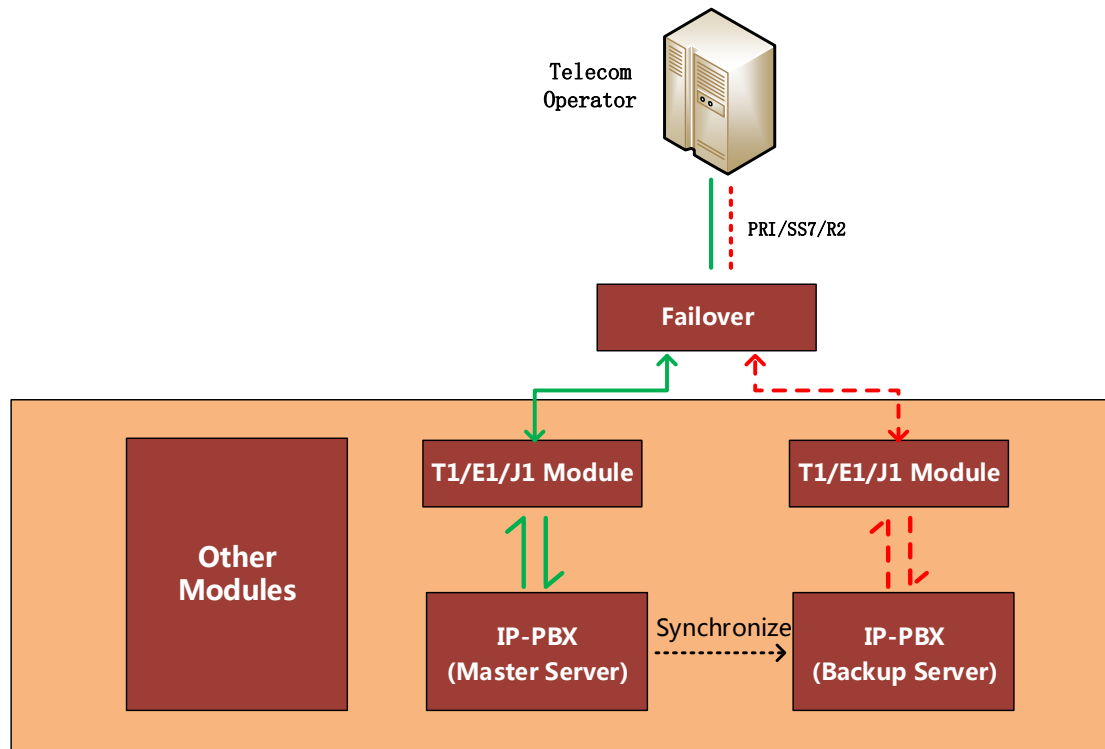 Telecom
Operator
PRI/SS7/R2
Failover
T1/E1/J1 Module
T1/E1/J1 Module
Other
Modules
IP-PBX
(Master Server)
Synchronize
IP-PBX
(Backup Server)